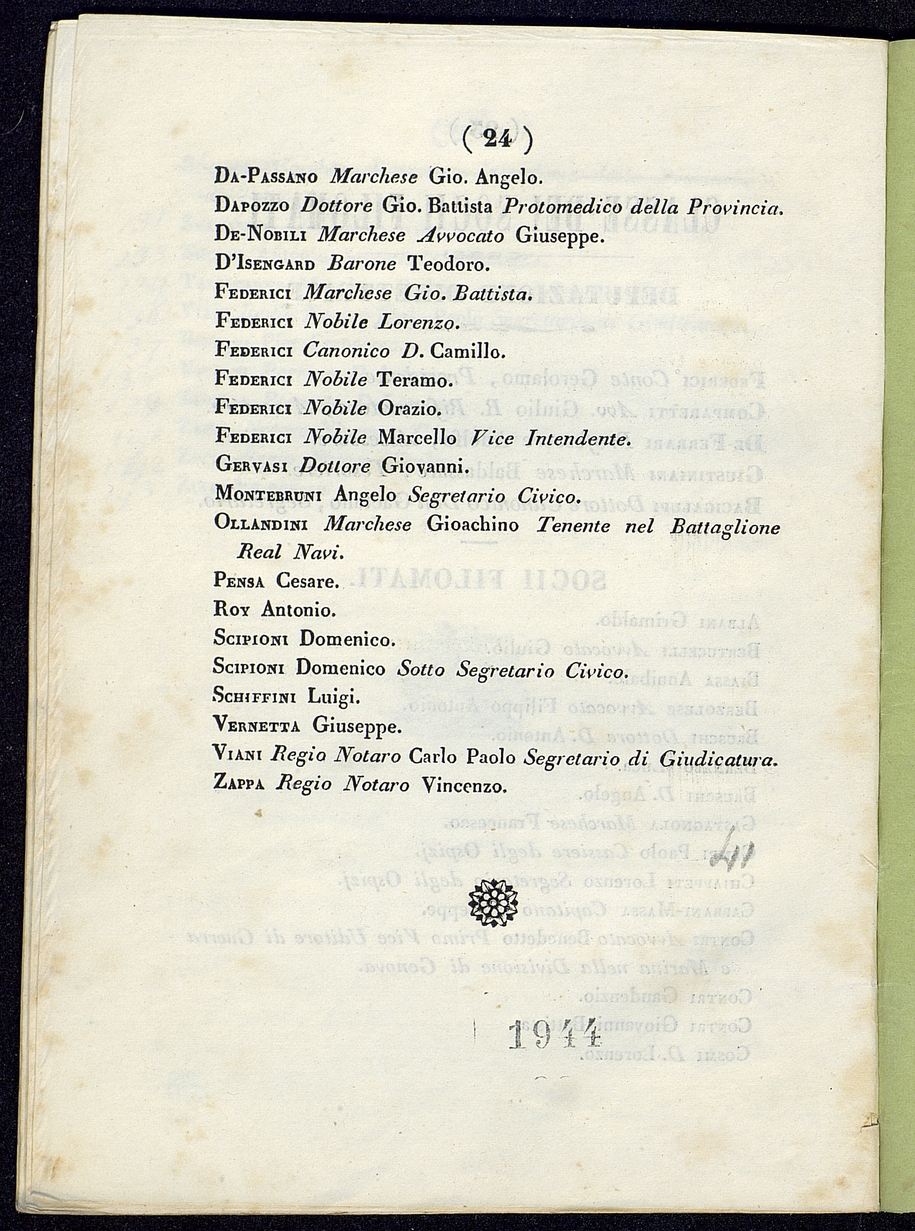 ( 24 )
Da-Passano Marchese Gio. Angelo.
Dapozzo Dottore Gio. Battista Protomedico della Provincia.
De-Nobili Marchese Avvocato Giuseppe.
D'Isengard Barone Teodoro.
Federici Marchese Gio. Battista.
Federici Nobile Lorenzo.
Federici Canonico D. Camillo.
Federici Nobile Teramo.
Federici Nobile Orazio.
Federici Nobile Marcello Vice Intendente.
Gervasi Dottore Giovanni.
Montebruni Angelo Segretario Civico.
Ollandini Marchese Gioachino Tenente nel Battaglione
Real Navi.
Pensa Cesare.
Roy Antonio.
Scipioni Domenico.
Scipioni Domenico Sotto Segretario Civico.
Schiffini Luigi.
Vernetta Giuseppe.
Viani Regio Notaro Carlo Paolo Segretario di Giudicatura.
Zappa Regio Notaro Vincenzo.
1944